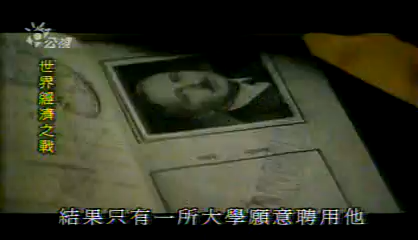 公視
世界經濟之戰
結果只有一所大學願意聘用他